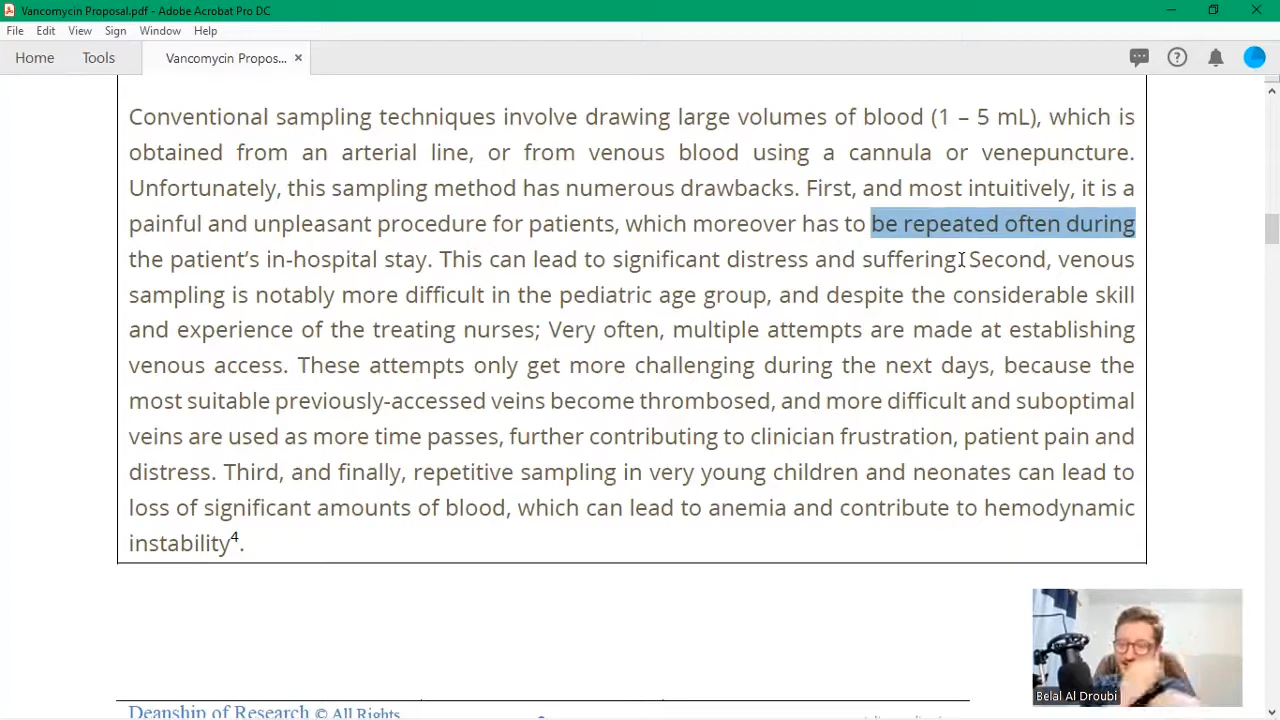 Vancomycin Proposal.pdf - Adobe Acrobat Pro DC
File Edit View Sign Window Help
Home Tools Vancomycin Propos... ×
Conventional sampling techniques involve drawing large volumes of blood (1 – 5 mL), which is
obtained from an arterial line, or from venous blood using a cannula or venepuncture.
Unfortunately, this sampling method has numerous drawbacks. First, and most intuitively, it is a
painful and unpleasant procedure for patients, which moreover has to be repeated often during
the patient's in-hospital stay. This can lead to significant distress and suffering. Second, venous
sampling is notably more difficult in the pediatric age group, and despite the considerable skill
and experience of the treating nurses; Very often, multiple attempts are made at establishing
venous access. These attempts only get more challenging during the next days, because the
most suitable previously-accessed veins become thrombosed, and more difficult and suboptimal
veins are used as more time passes, further contributing to clinician frustration, patient pain and
distress. Third, and finally, repetitive sampling in very young children and neonates can lead to
loss of significant amounts of blood, which can lead to anemia and contribute to hemodynamic
instability⁴.
Belal Al Droubi
Deanship of Research © All Rights